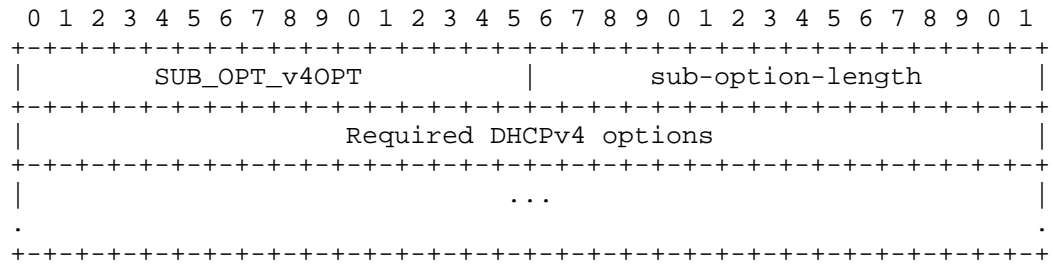 0 1 2 3 4 5 6 7 8 9 0 1 2 3 4 5 6 7 8 9 0 1 2 3 4 5 6 7 8 9 0 1
+-+-+-+-+-+-+-+-+-+-+-+-+-+-+-+-+-+-+-+-+-+-+-+-+-+-+-+-+-+-+-+-+
|        SUB_OPT_v4OPT          |       sub-option-length       |
+-+-+-+-+-+-+-+-+-+-+-+-+-+-+-+-+-+-+-+-+-+-+-+-+-+-+-+-+-+-+-+-+
|                    Required DHCPv4 options                    |
+-+-+-+-+-+-+-+-+-+-+-+-+-+-+-+-+-+-+-+-+-+-+-+-+-+-+-+-+-+-+-+-+
|                              ...                              |
.                                                               .
+-+-+-+-+-+-+-+-+-+-+-+-+-+-+-+-+-+-+-+-+-+-+-+-+-+-+-+-+-+-+-+-+